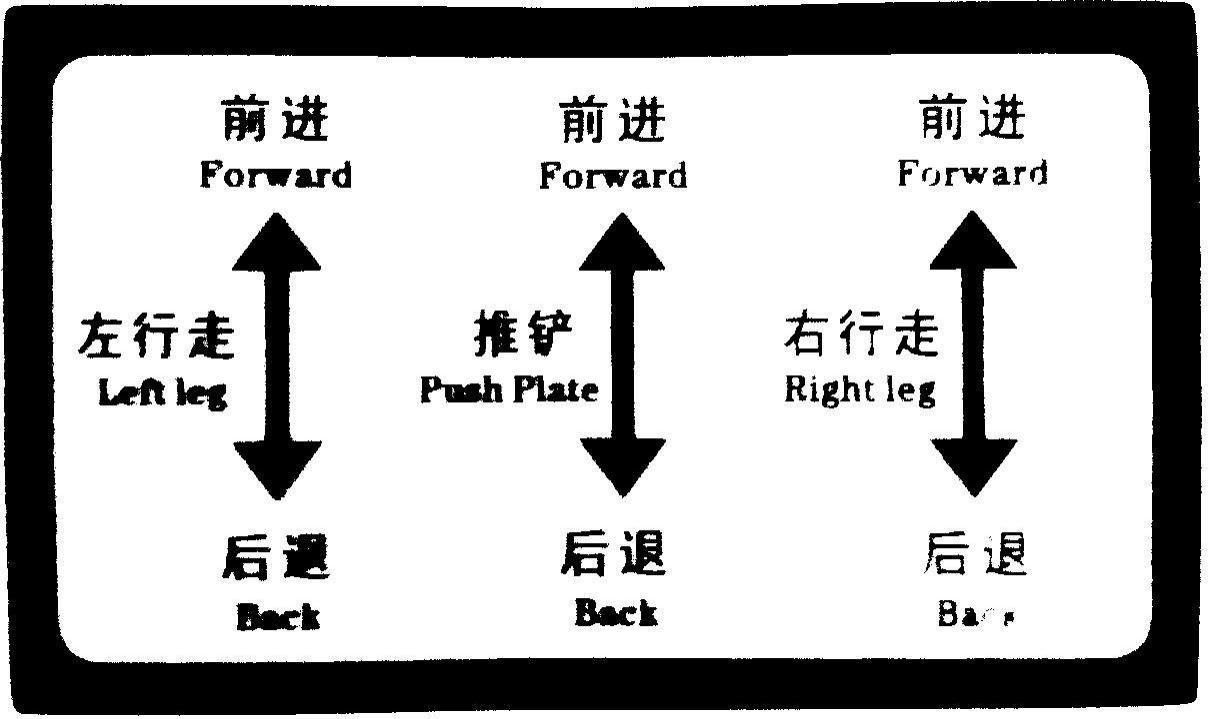 前进
Forward
左行走
Left leg
后退
Back
前进
Forward
推铲
Push Plate
后退
Back
前进
Forward
右行走
Right leg
后退